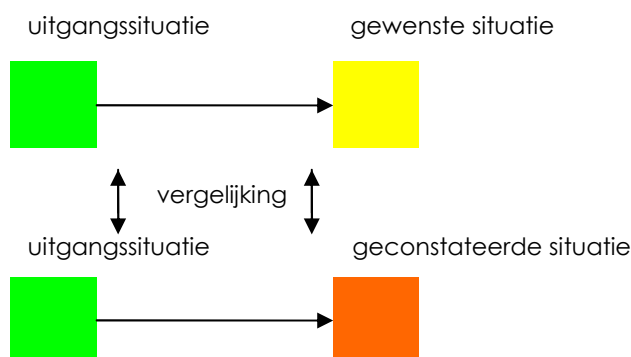 uitgangssituatie
gewenste situatie
vergelijking
uitgangssituatie
geconstateerde situatie